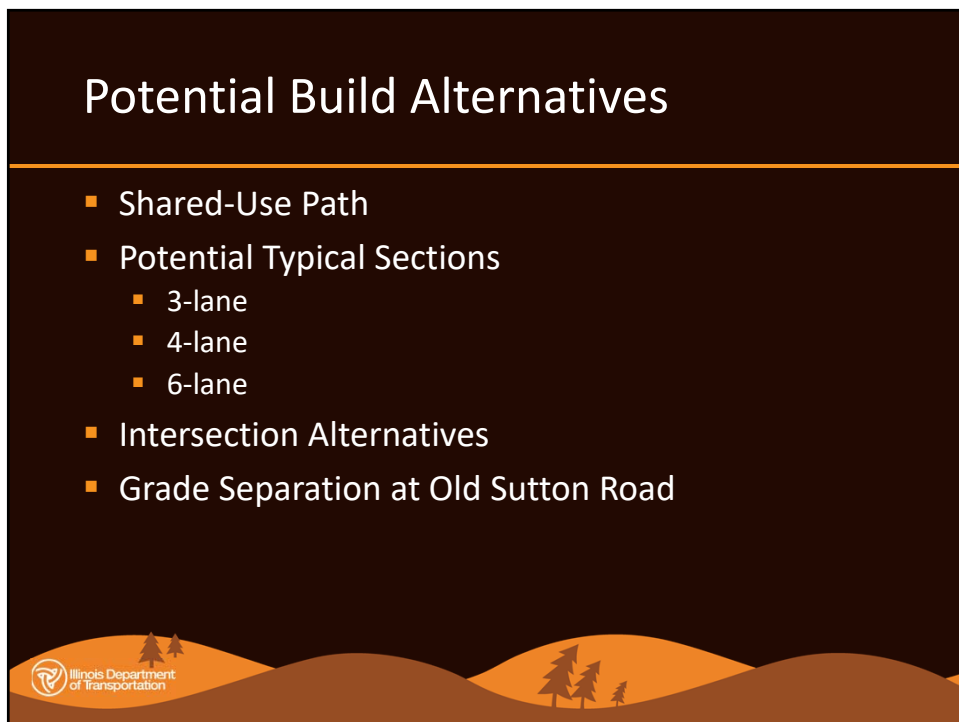 Potential Build Alternatives
▪ Shared-Use Path
▪ Potential Typical Sections
▪ 3-lane
▪ 4-lane
▪ 6-lane
▪ Intersection Alternatives
▪ Grade Separation at Old Sutton Road
Illinois Department
of Transportation